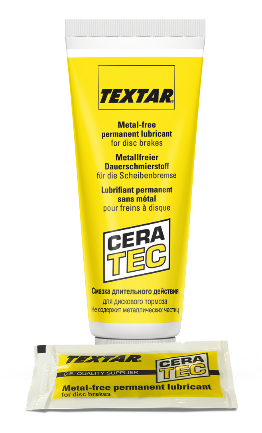 TEXTAR
Metal-free
permanent lubricant
for disc brakes
Metallfreier
Dauerschmierstoff
für die Scheibenbremse
Lubrifiant permanent
sans métal
pour freins à disque
CERA
TEC
Смазка длительного действия
для дискового тормоза
Не содержит металлических частиц
TEXTAR
QUALITY SUPPLIER
CERA
TEC
Metal-free permanent lubricant
for disc brakes